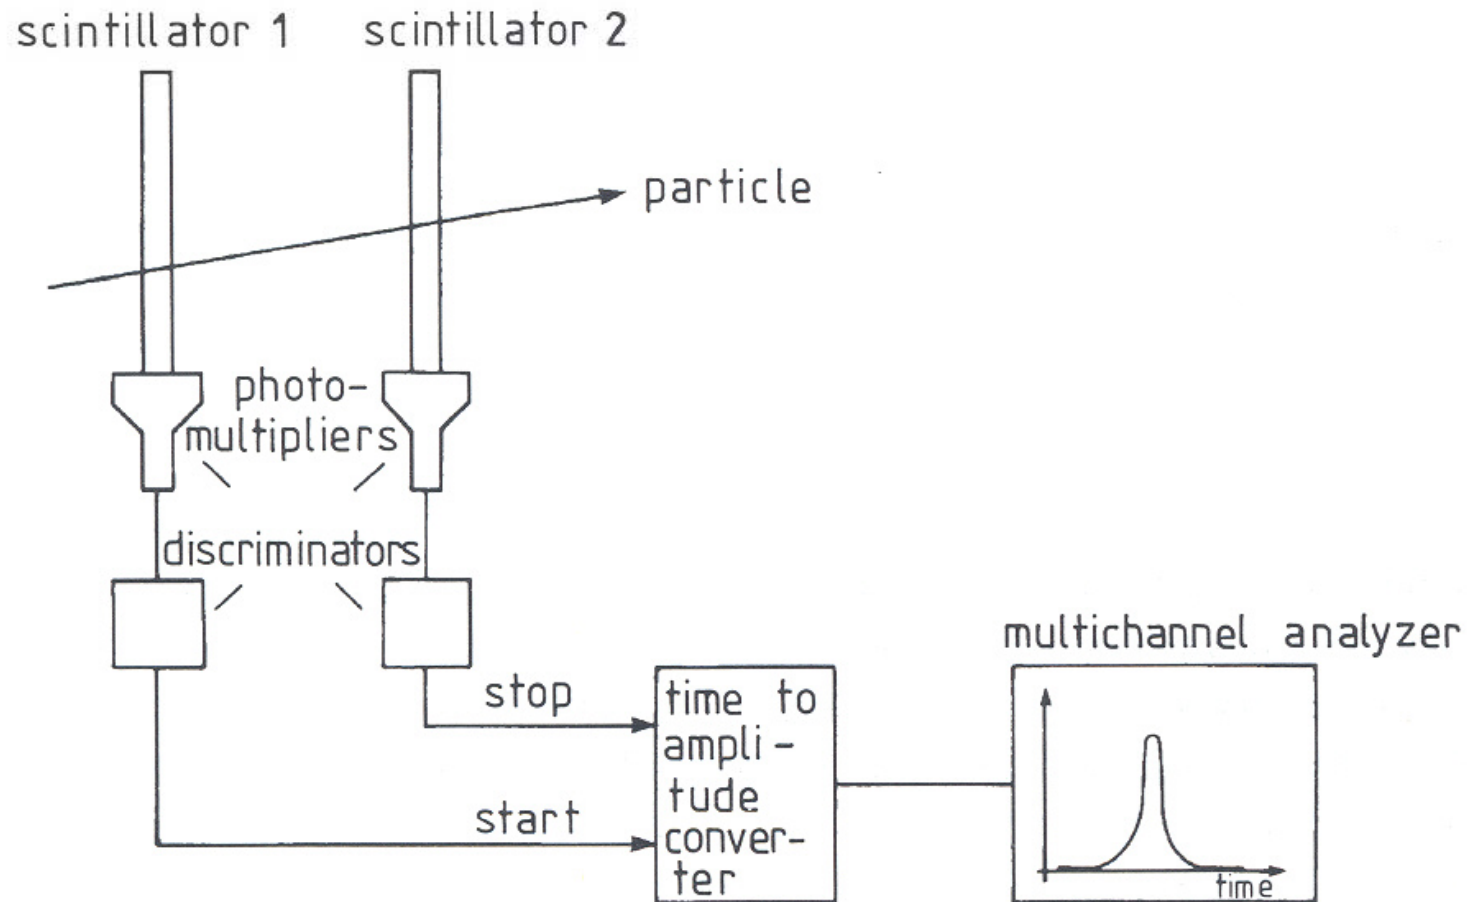 scintillator 1
scintillator 2
particle
photo-
multipliers
discriminators
multichannel analyzer
stop
time to
ampli-
tude
conver-
ter
start
time